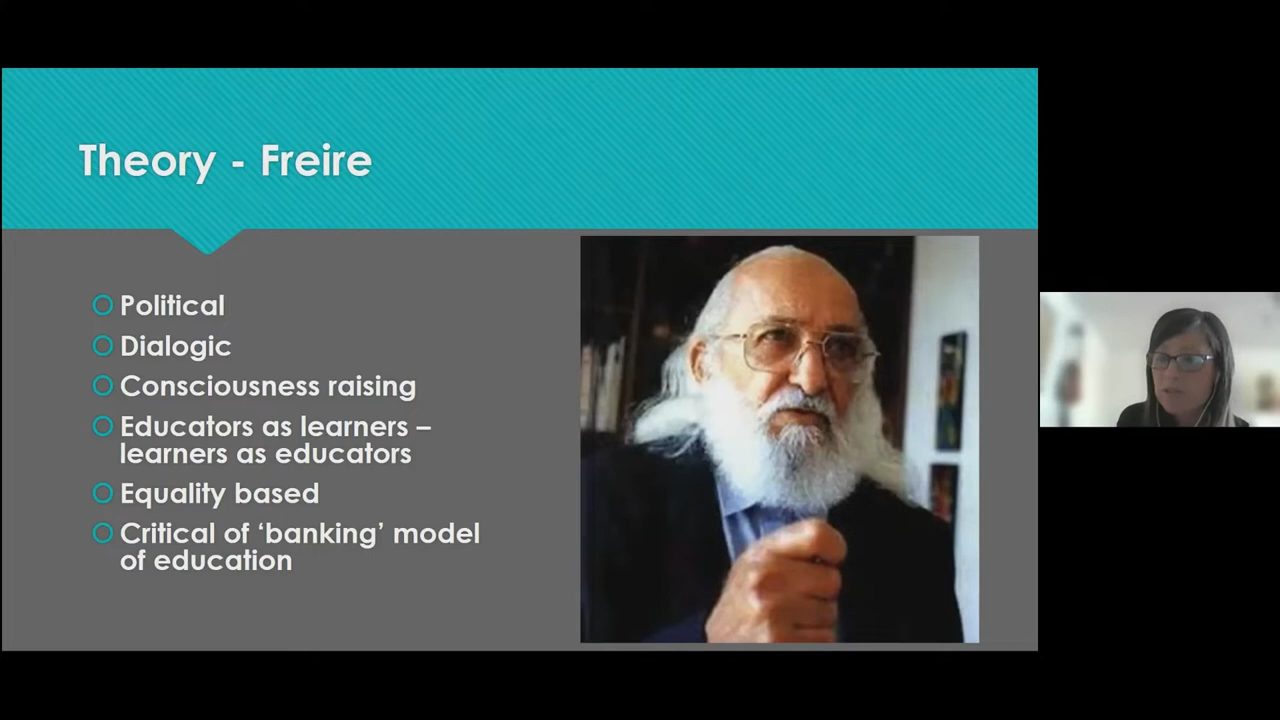 Theory - Freire
Political
Dialogic
Consciousness raising
Educators as learners –
learners as educators
Equality based
Critical of ‘banking’ model
of education